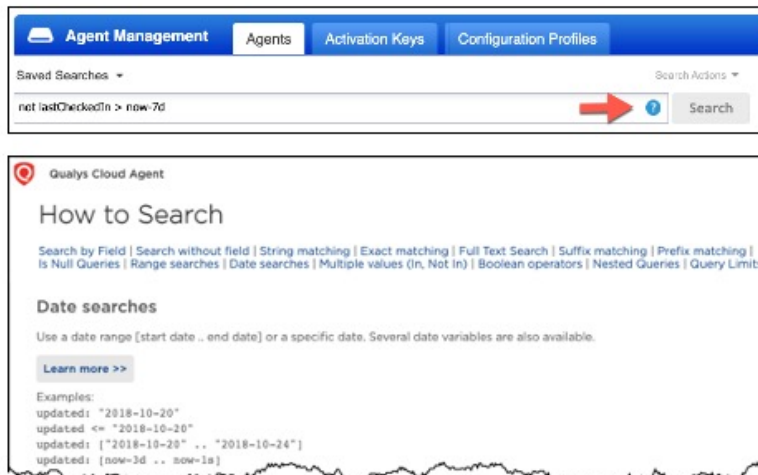 Agent Management Agents Activation Keys Configuration Profiles
Saved Searches Search Actions
not lastCheckedIn > now-7d ? Search
Qualys Cloud Agent
How to Search
Search by Field | Search without field | String matching | Exact matching | Full Text Search | Suffix matching | Prefix matching |
Is Null Queries | Range searches | Date searches | Multiple values (In, Not In) | Boolean operators | Nested Queries | Query Limit
Date searches
Use a date range [start date .. end date] or a specific date. Several date variables are also available.
Learn more >>
Examples:
updated: "2018-10-20"
updated <= "2018-10-20"
updated: ["2018-10-20" .. "2018-10-24"]
updated: [now-3d .. now-1s]